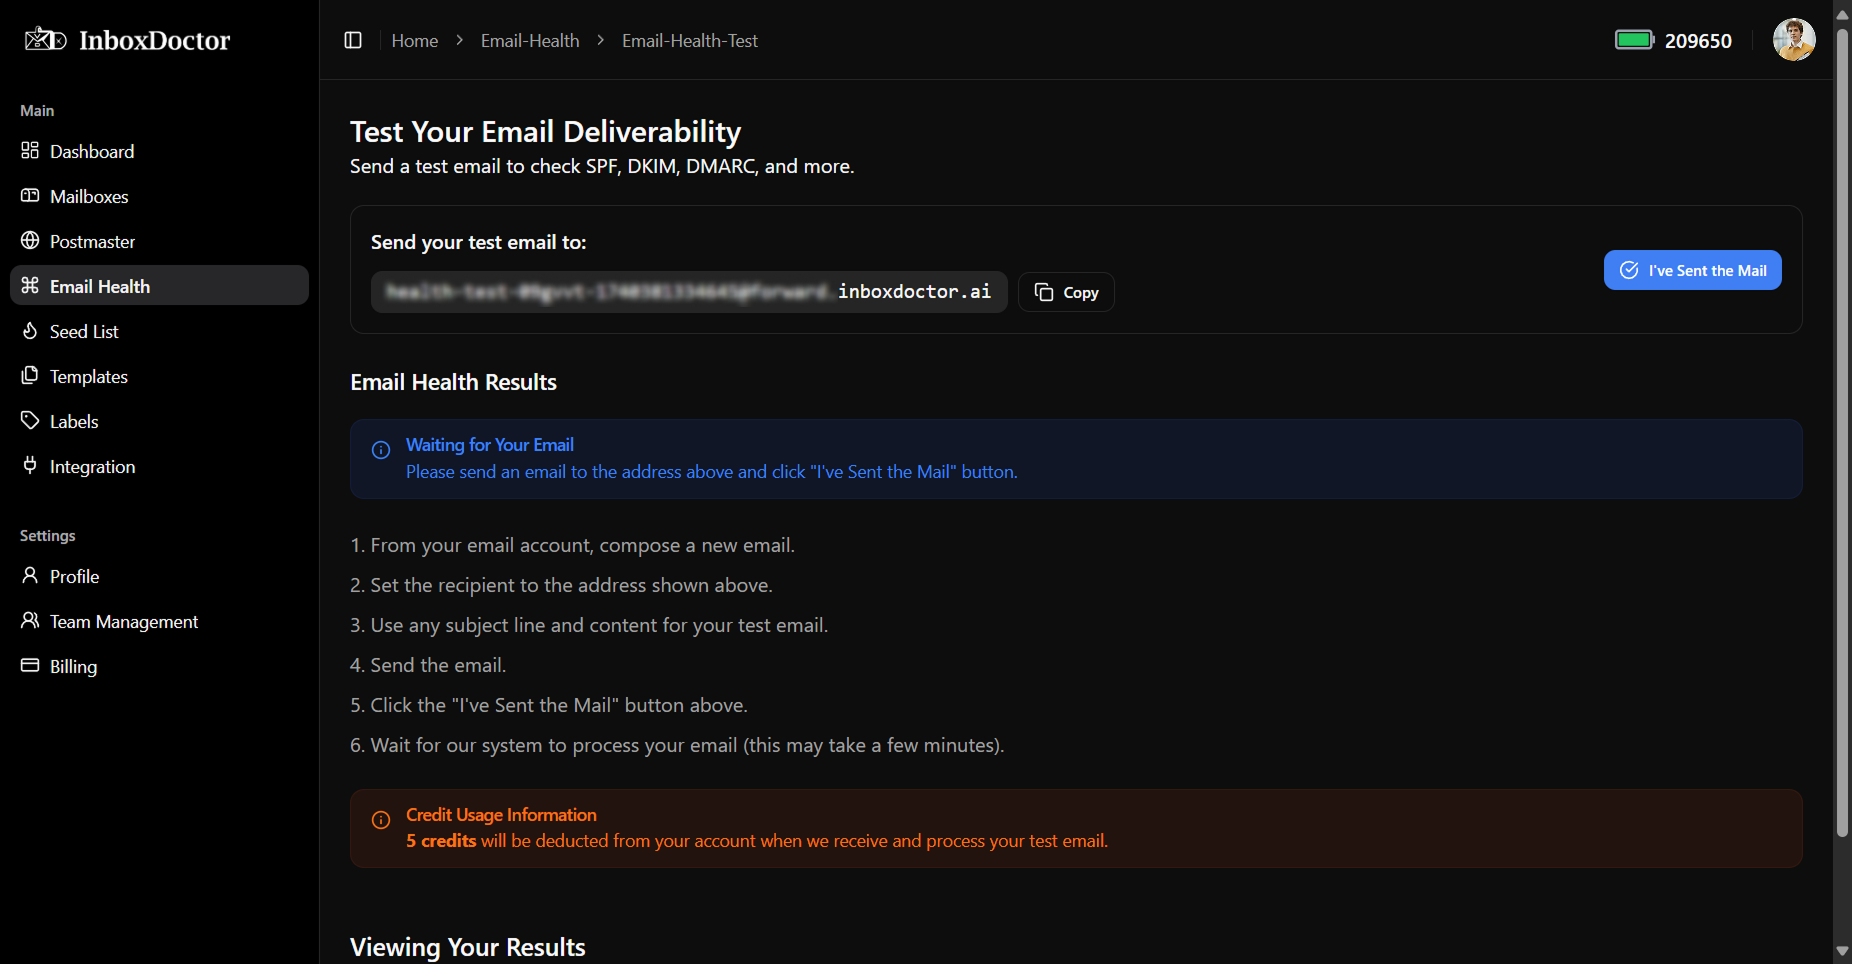 InboxDoctor
Home > Email-Health > Email-Health-Test
209650
Main
Dashboard
Mailboxes
Postmaster
Email Health
Seed List
Templates
Labels
Integration
Settings
Profile
Team Management
Billing
Test Your Email Deliverability
Send a test email to check SPF, DKIM, DMARC, and more.
Send your test email to:
inboxdoctor.ai
Copy
I've Sent the Mail
Email Health Results
Waiting for Your Email
Please send an email to the address above and click "I've Sent the Mail" button.
1. From your email account, compose a new email.
2. Set the recipient to the address shown above.
3. Use any subject line and content for your test email.
4. Send the email.
5. Click the "I've Sent the Mail" button above.
6. Wait for our system to process your email (this may take a few minutes).
Credit Usage Information
5 credits will be deducted from your account when we receive and process your test email.
Viewing Your Results